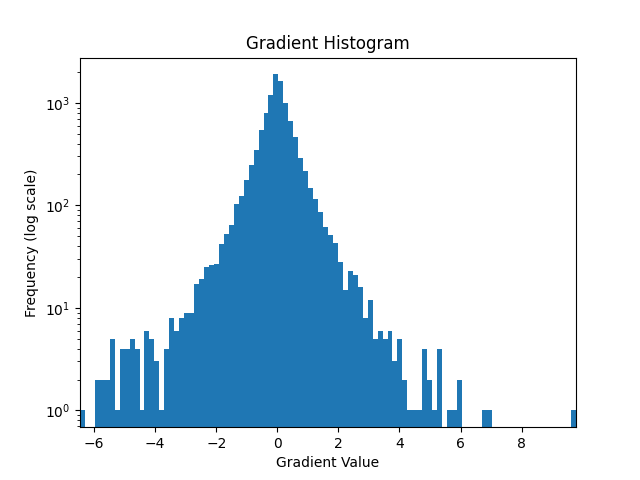 Gradient Histogram
Frequency (log scale)
10³
10²
10¹
10⁰
−6 −4 −2 0 2 4 6 8
Gradient Value